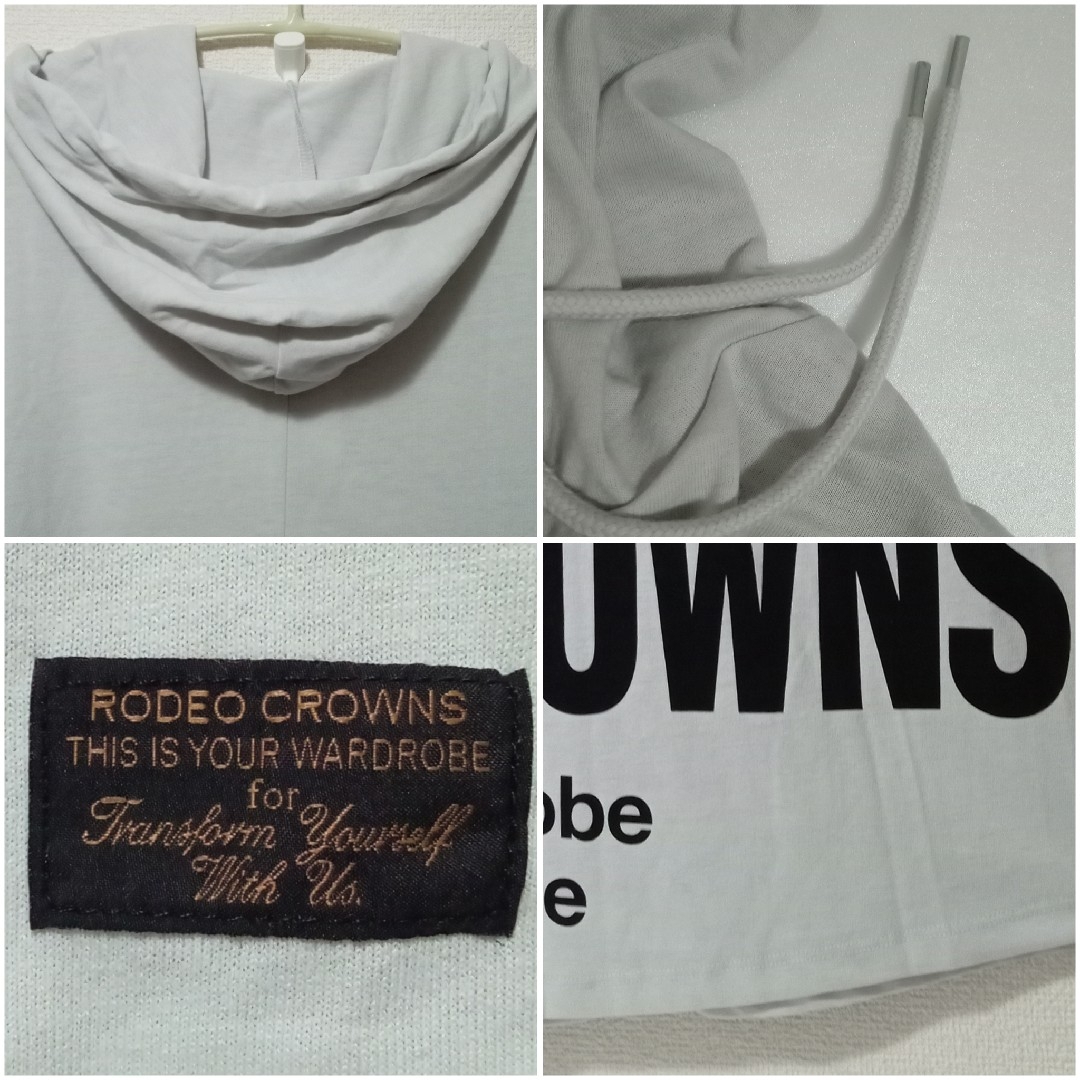 RODEO CROWNS
THIS IS YOUR WARDROBE
for
Transform Yourself
With Us.
OWNS
obe
e